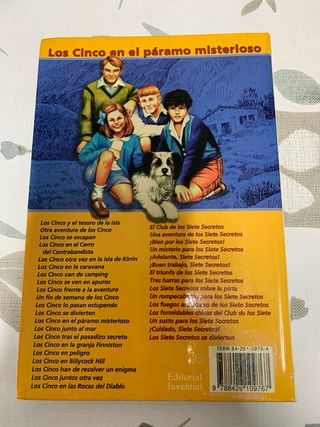 Los Cinco en el páramo misterioso
Los Cinco y el tesoro de la isla
Otra aventura de los Cinco
Los Cinco se escapan
Los Cinco en el Cerro
del Contrabandista
Los Cinco otra vez en la isla de Kirrin
Los Cinco en la caravana
Los Cinco van de camping
Los Cinco se ven en apuros
Los Cinco frente a la aventura
Un fin de semana de los Cinco
Los Cinco lo pasan estupendo
Los Cinco se divierten
Los Cinco en el páramo misterioso
Los Cinco junto al mar
Los Cinco tras el pasadizo secreto
Los Cinco en la granja Finniston
Los Cinco en peligro
Los Cinco en Billycock Hill
Los Cinco han de resolver un enigma
Los Cinco juntos otra vez
Los Cinco en las Rocas del Diablo
El Club de los Siete Secretos
Una aventura de los Siete Secretos
¡Bien por los Siete Secretos!
Un misterio para los Siete Secretos
¡Adelante, Siete Secretos!
¡Buen trabajo, Siete Secretos!
El triunfo de los Siete Secretos
Tres hurras para los Siete Secretos
Los Siete Secretos sobre la pista
Un rompecabezas para los Siete Secretos
Los fuegos artificiales de los Siete Secretos
Los formidables chicos del Club de los Siete
Un susto para los Siete Secretos
¡Cuidado, Siete Secretos!
Los Siete Secretos se divierten
Editorial
Juventud
ISBN 84-261-0976-4
9 788426 109767